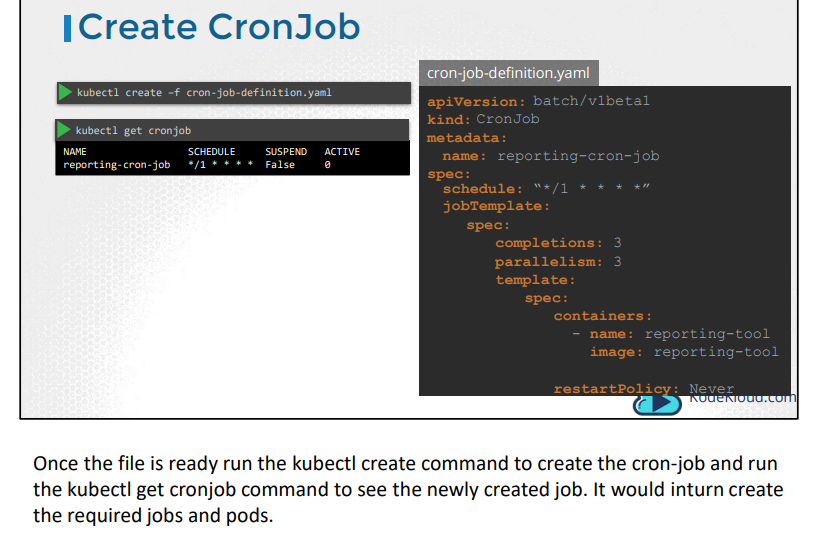 Create CronJob
kubectl create –f cron-job-definition.yaml
kubectl get cronjob
NAME SCHEDULE SUSPEND ACTIVE
reporting-cron-job */1 * * * * False 0
cron-job-definition.yaml
apiVersion: batch/v1beta1
kind: CronJob
metadata:
  name: reporting-cron-job
spec:
  schedule: “*/1 * * * *”
  jobTemplate:
    spec:
      completions: 3
      parallelism: 3
      template:
        spec:
          containers:
            - name: reporting-tool
              image: reporting-tool
          restartPolicy: Never
KodeKloud.com
Once the file is ready run the kubectl create command to create the cron-job and run
the kubectl get cronjob command to see the newly created job. It would inturn create
the required jobs and pods.